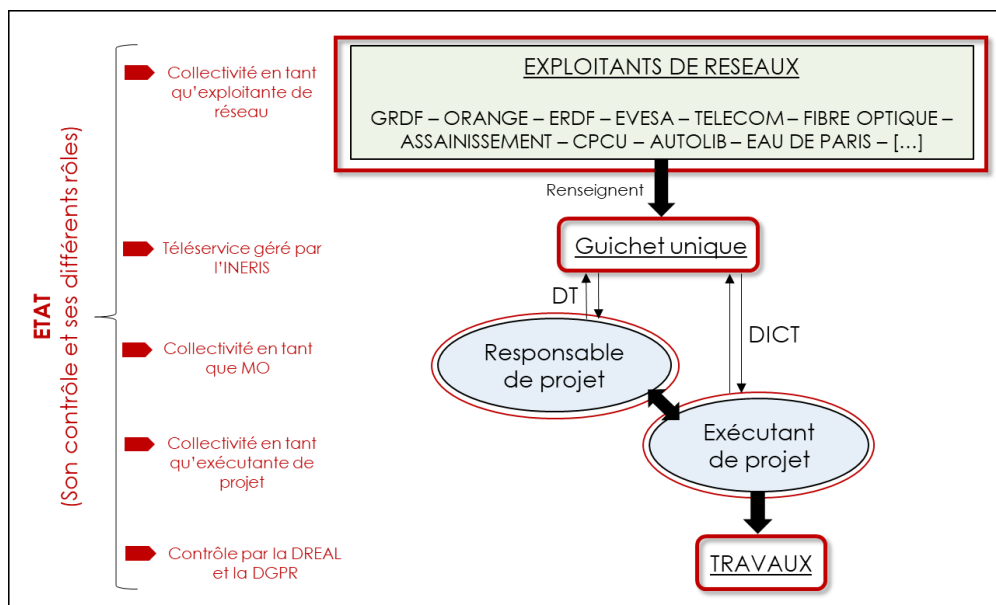 ETAT
(Son contrôle et ses différents rôles)
Collectivité en tant
qu'exploitante de
réseau
Téléservice géré par
l'INERIS
Collectivité en tant
que MO
Collectivité en tant
qu'exécutante de
projet
Contrôle par la DREAL
et la DGPR
EXPLOITANTS DE RESEAUX
GRDF – ORANGE – ERDF – EVESA – TELECOM – FIBRE OPTIQUE –
ASSAINISSEMENT – CPCU – AUTOLIB – EAU DE PARIS – [...]
Renseignent
Guichet unique
DT
DICT
Responsable
de projet
Exécutant
de projet
TRAVAUX